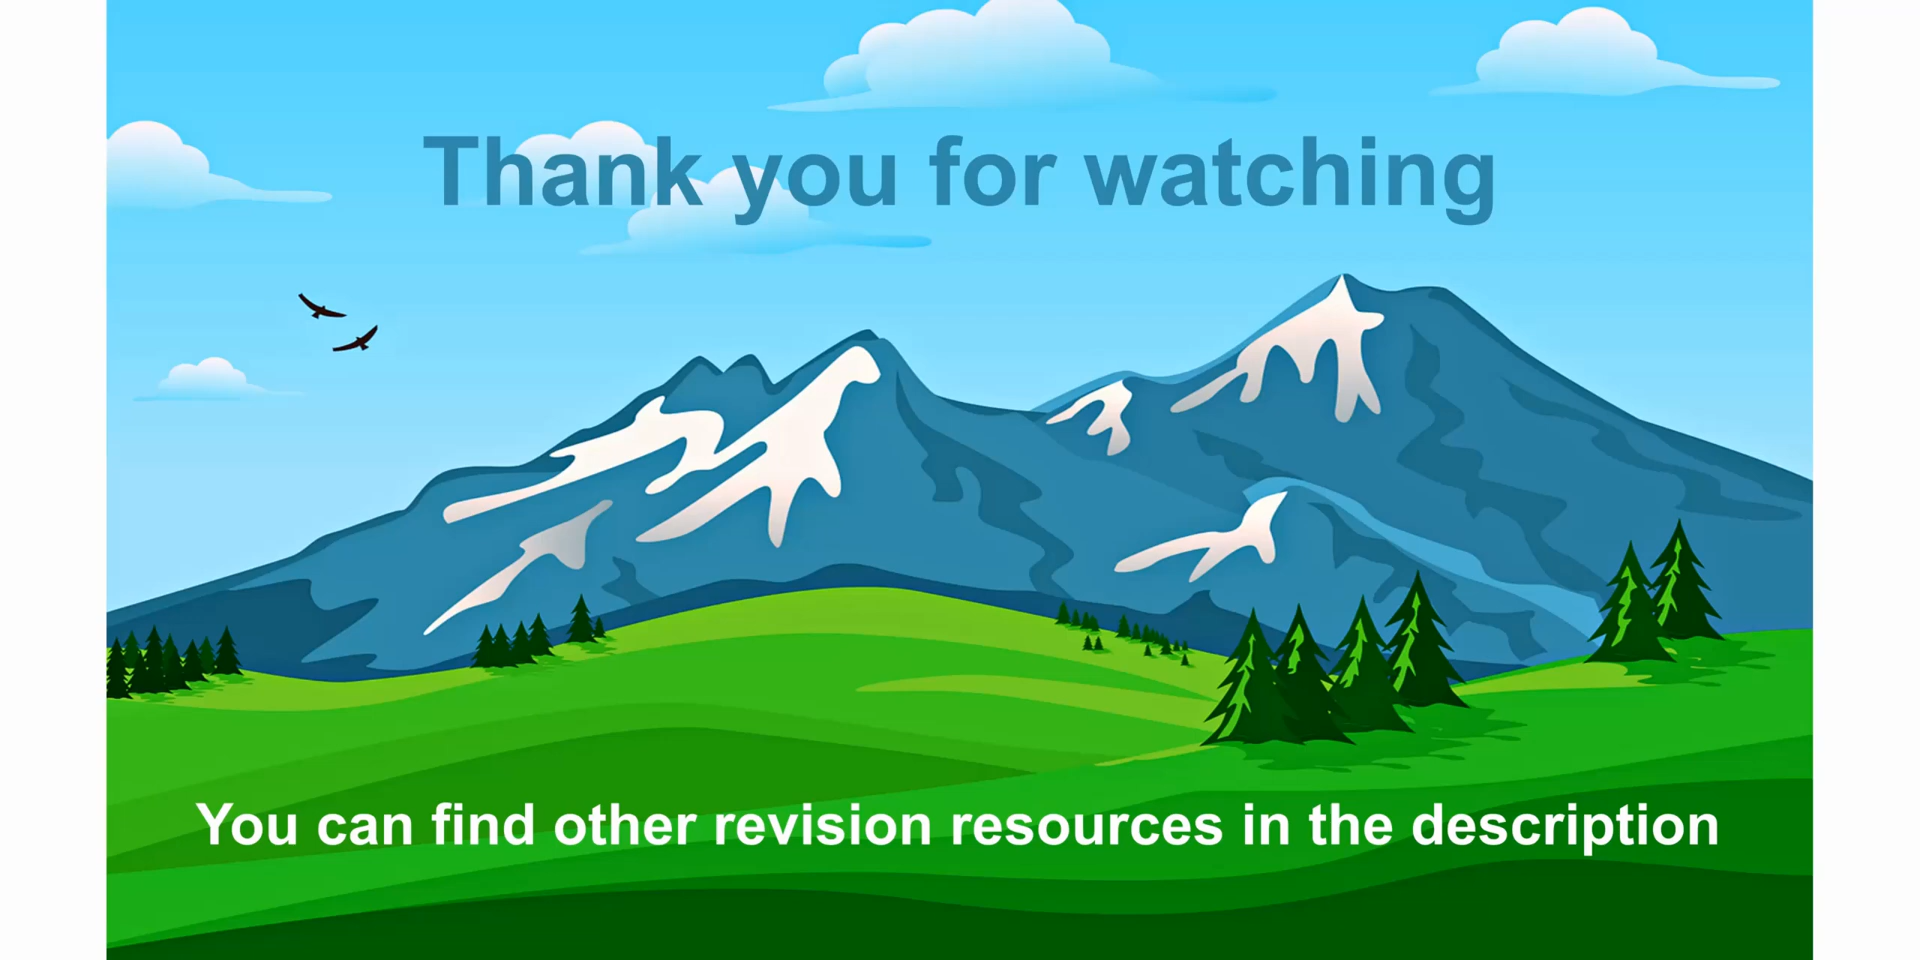 Thank you for watching
You can find other revision resources in the description